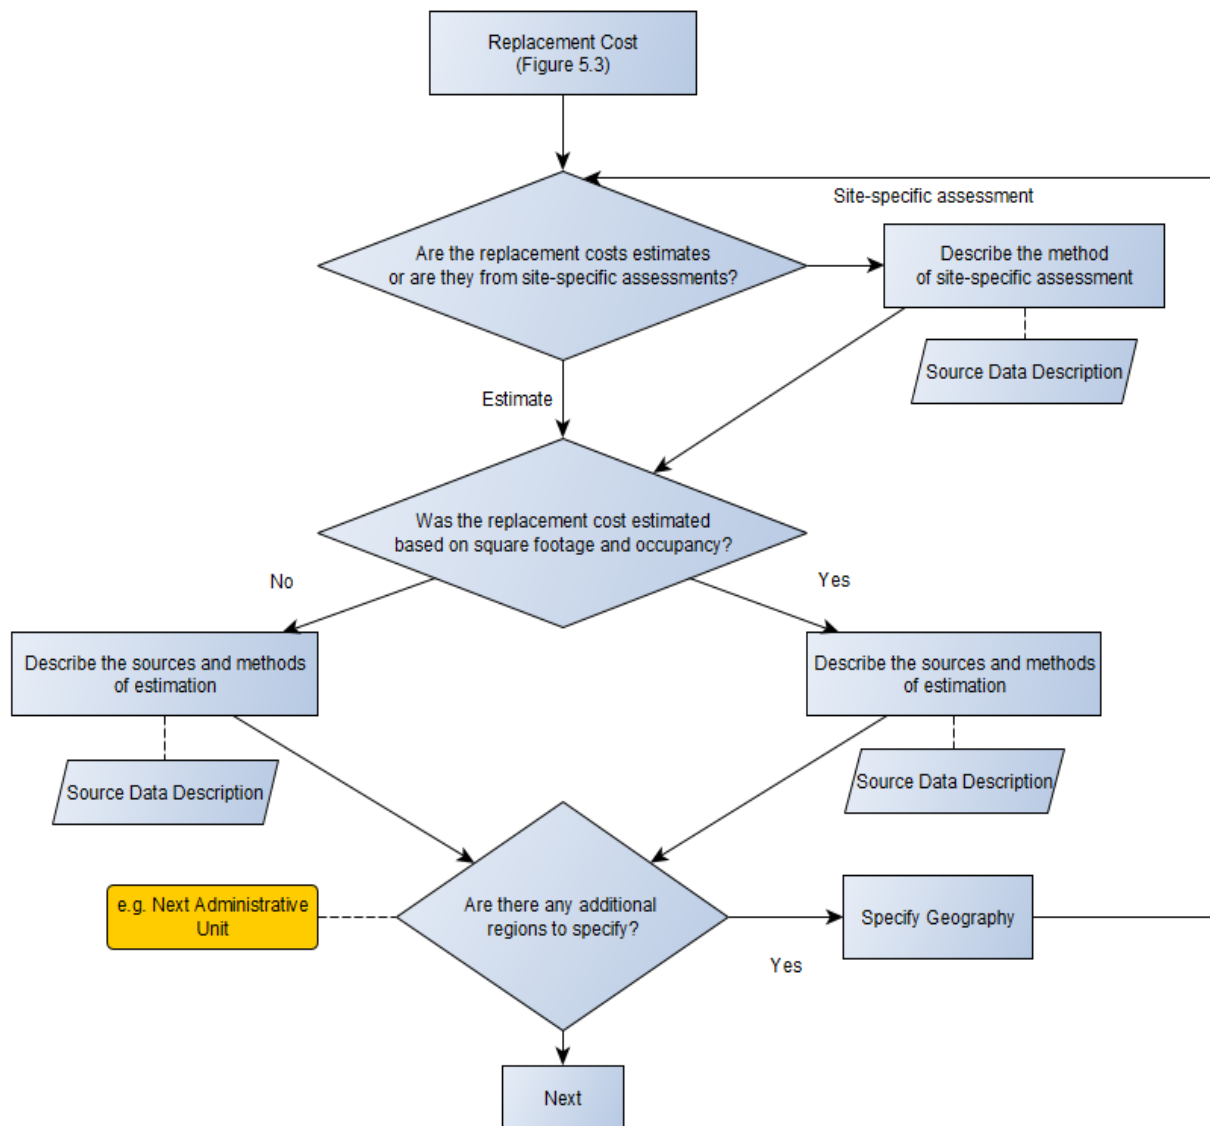 Replacement Cost
(Figure 5.3)
Site-specific assessment
Are the replacement costs estimates
or are they from site-specific assessments?
Describe the method
of site-specific assessment
Source Data Description
Estimate
Was the replacement cost estimated
based on square footage and occupancy?
No
Yes
Describe the sources and methods
of estimation
Describe the sources and methods
of estimation
Source Data Description
Source Data Description
e.g. Next Administrative
Unit
Are there any additional
regions to specify?
Specify Geography
Yes
Next